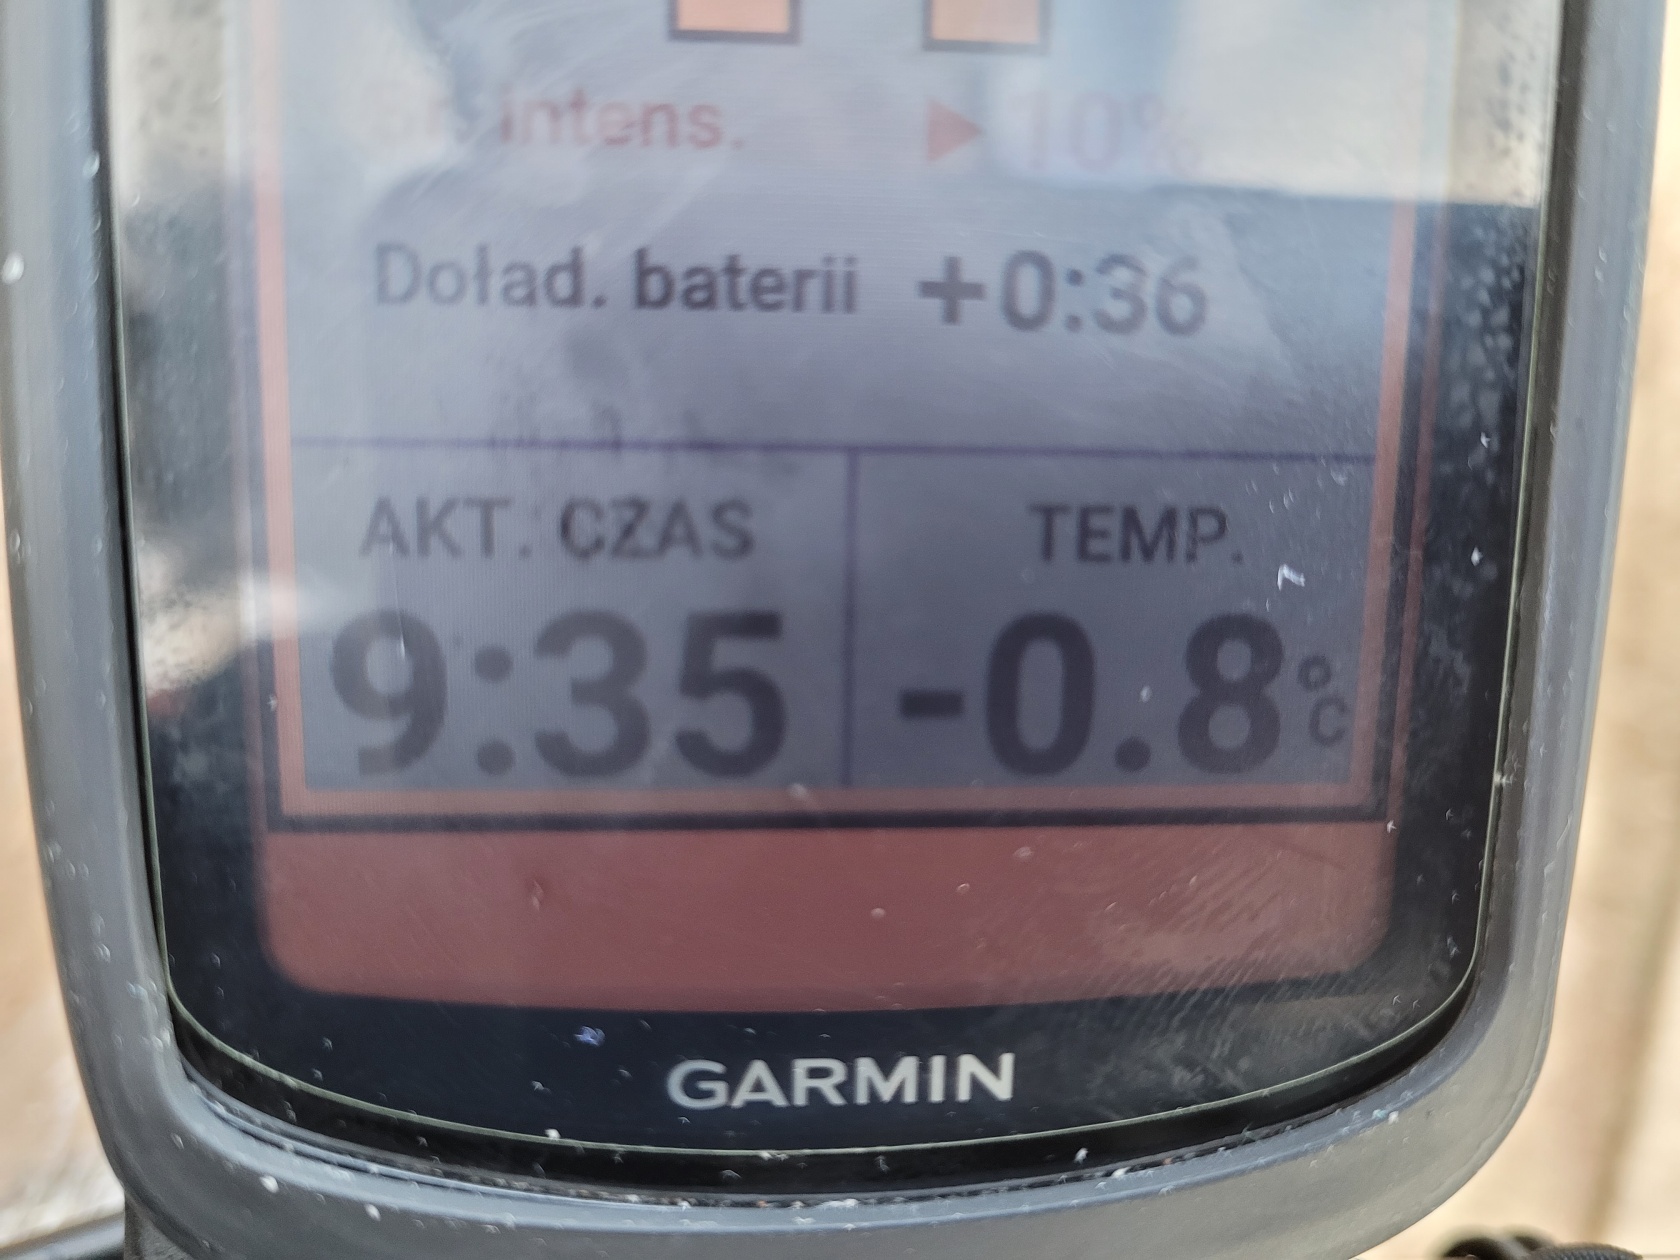 intens. ▶ 10%
Doład. baterii +0:36
AKT. CZAS TEMP.
9:35 -0.8°C
GARMIN